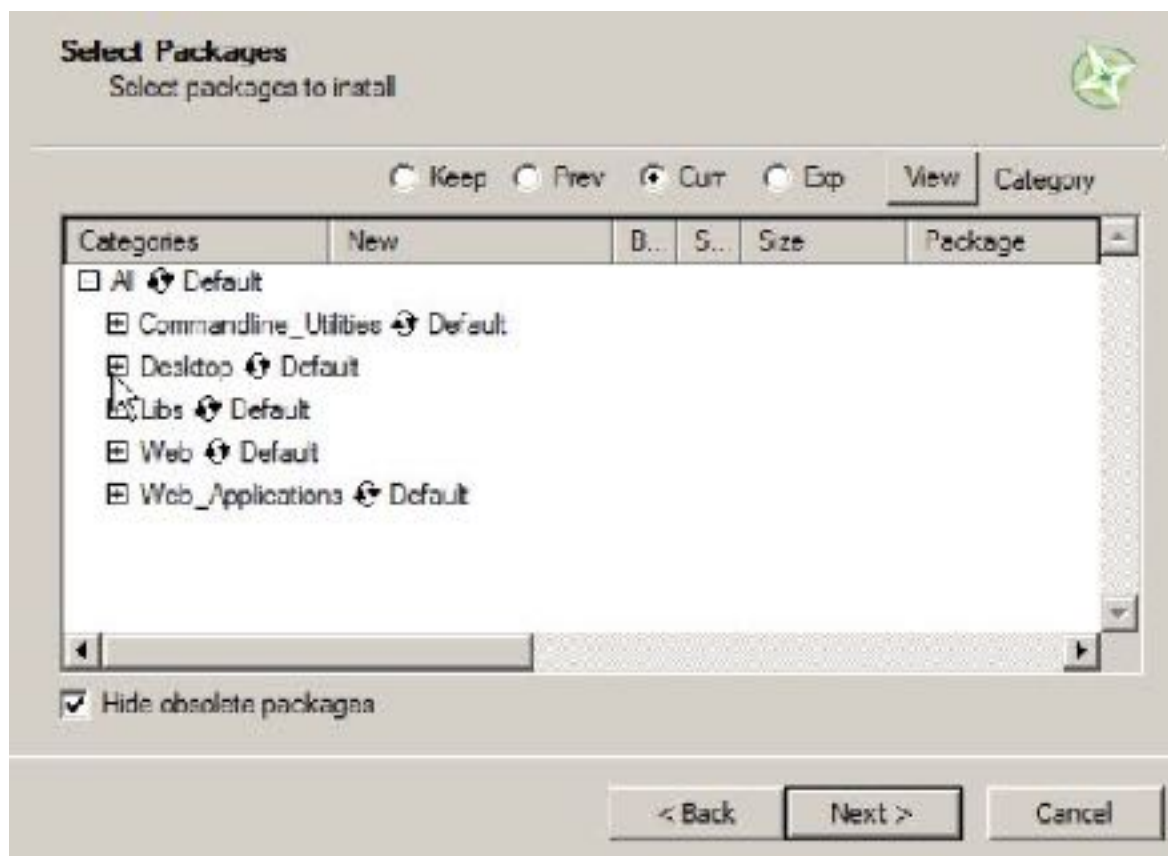 Select Packages
Select packages to install
Keep Prev Curr Exp View Category
Categories New B... S... Size Package
All Default
Commandline_Utilities Default
Desktop Default
Libs Default
Web Default
Web_Applications Default
Hide obsolete packages
< Back Next > Cancel